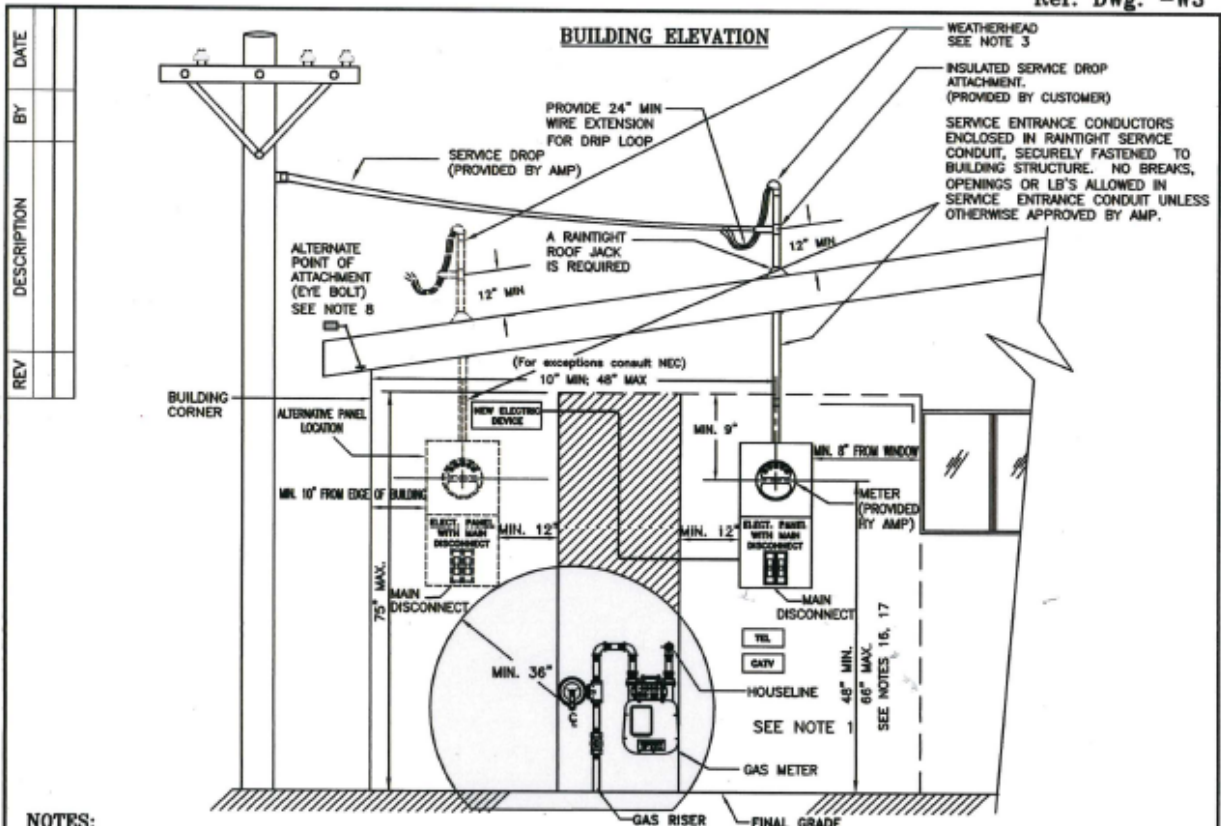 Ref. Dwg. -W3
REV
DESCRIPTION
BY
DATE
BUILDING ELEVATION
WEATHERHEAD
SEE NOTE 3
INSULATED SERVICE DROP
ATTACHMENT.
(PROVIDED BY CUSTOMER)
SERVICE ENTRANCE CONDUCTORS
ENCLOSED IN RAINTIGHT SERVICE
CONDUIT, SECURELY FASTENED TO
BUILDING STRUCTURE. NO BREAKS,
OPENINGS OR LB'S ALLOWED IN
SERVICE ENTRANCE CONDUIT UNLESS
OTHERWISE APPROVED BY AMP.
PROVIDE 24" MIN
WIRE EXTENSION
FOR DRIP LOOP
SERVICE DROP
(PROVIDED BY AMP)
A RAINTIGHT
ROOF JACK
IS REQUIRED
12" MIN
12" MIN
ALTERNATE
POINT OF
ATTACHMENT
(EYE BOLT)
SEE NOTE 8
(For exceptions consult NEC)
10" MIN; 48" MAX
BUILDING
CORNER
ALTERNATIVE PANEL
LOCATION
NEW ELECTRIC
DEVICE
MIN. 9"
MIN. 8" FROM WINDOW
MIN. 10" FROM EDGE OF BUILDING
METER
(PROVIDED
BY AMP)
ELECT. PANEL
WITH MAIN
DISCONNECT
MIN. 12"
MIN. 12"
ELECT. PANEL
WITH MAIN
DISCONNECT
75" MAX.
MAIN
DISCONNECT
MAIN
DISCONNECT
MIN. 36"
TEL
CATV
HOUSELINE
SEE NOTE 1
48" MIN.
66" MAX.
SEE NOTES 16, 17
GAS METER
GAS RISER
FINAL GRADE
NOTES: